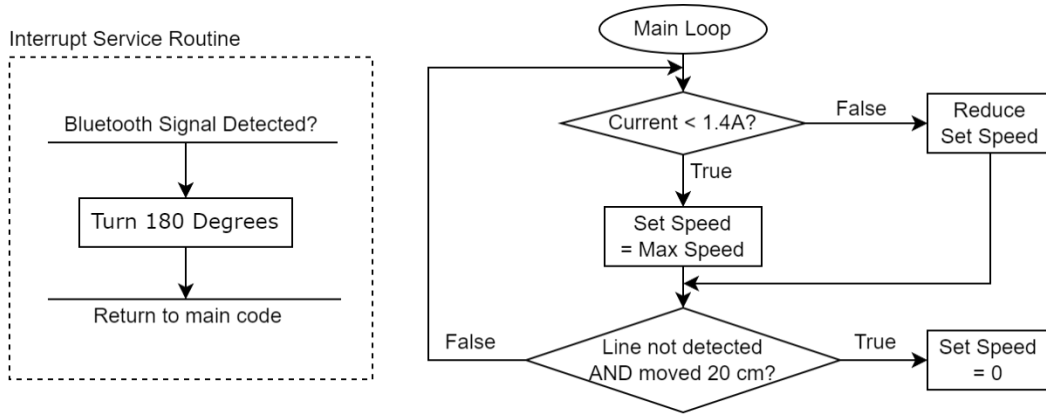 Interrupt Service Routine
Bluetooth Signal Detected?
Turn 180 Degrees
Return to main code
Main Loop
Current < 1.4A?
False
Reduce
Set Speed
True
Set Speed
= Max Speed
False
Line not detected
AND moved 20 cm?
True
Set Speed
= 0